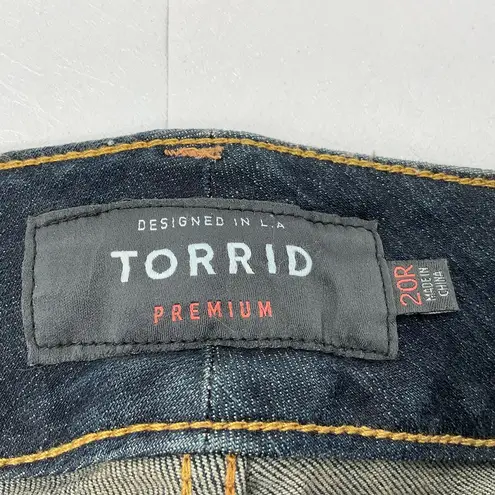 DESIGNED IN L.A
TORRID
PREMIUM
20R
MADE IN
CHINA